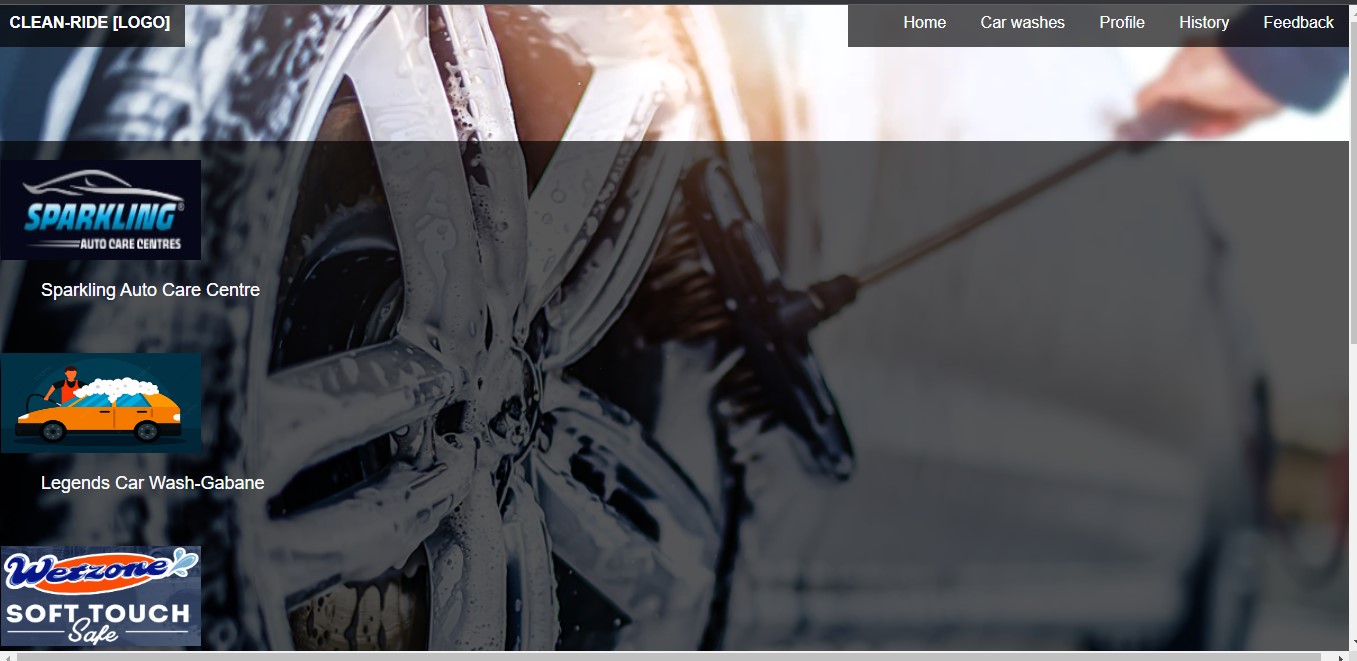 CLEAN-RIDE [LOGO]
Home Car washes Profile History Feedback
SPARKLING®
AUTO CARE CENTRES
Sparkling Auto Care Centre
Legends Car Wash-Gabane
Wetzone
SOFT TOUCH
Safe